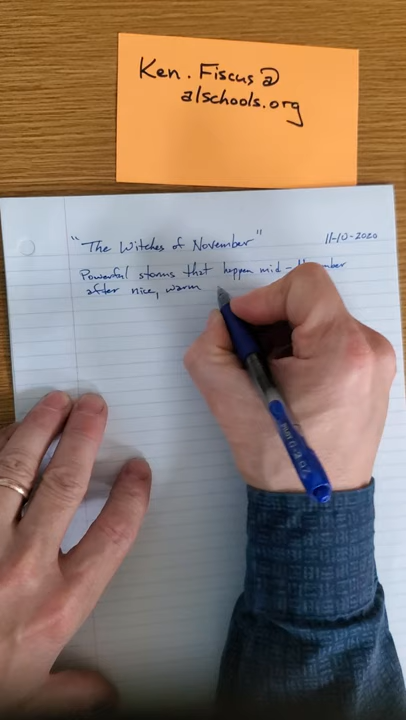 Ken.Fiscus@
alschools.org
"The Witches of November" 11-10-2020
Powerful storms that happen mid-November
after nice, warm